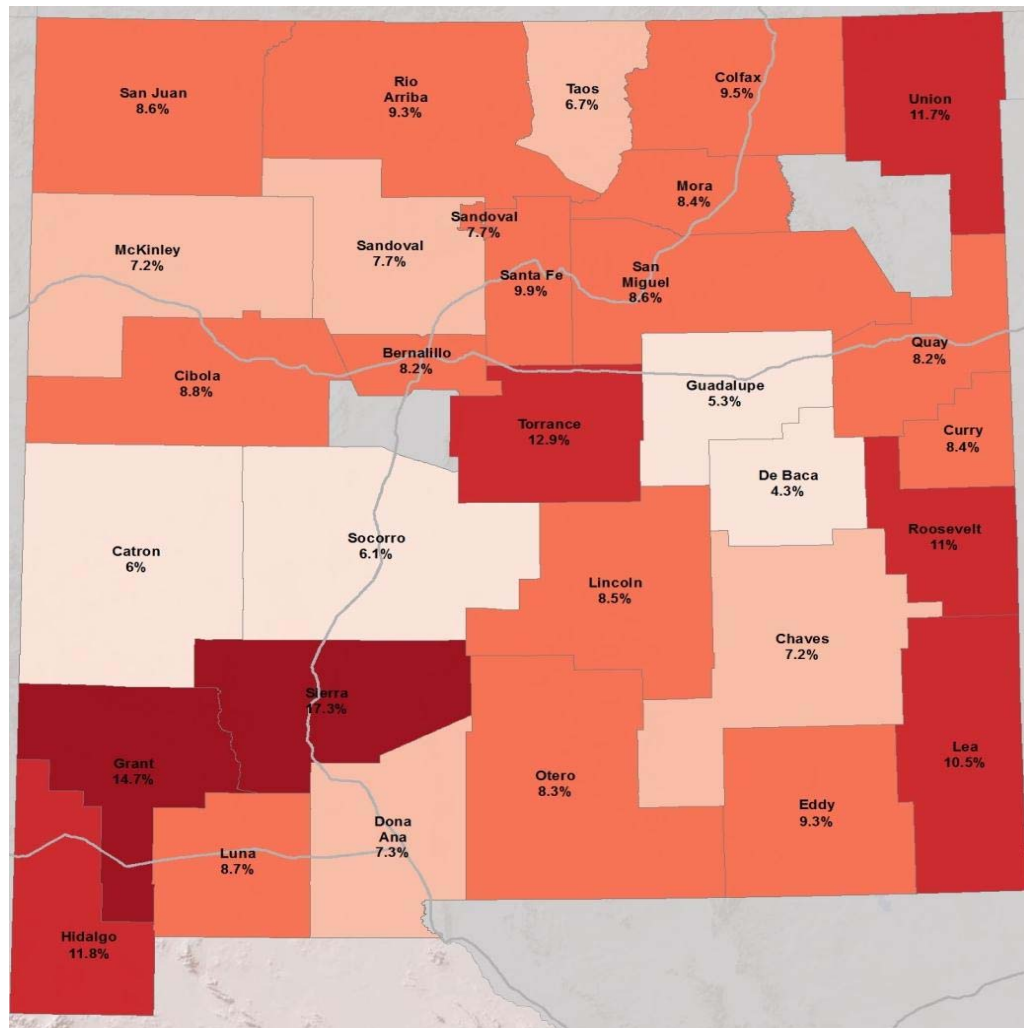 San Juan
8.6%
Rio
Arriba
9.3%
Taos
6.7%
Colfax
9.5%
Union
11.7%
McKinley
7.2%
Sandoval
7.7%
Sandoval
7.7%
Mora
8.4%
Santa Fe
9.9%
San
Miguel
8.6%
Cibola
8.8%
Bernalillo
8.2%
Quay
8.2%
Guadalupe
5.3%
Torrance
12.9%
Curry
8.4%
De Baca
4.3%
Catron
6%
Socorro
6.1%
Roosevelt
11%
Lincoln
8.5%
Chaves
7.2%
Sierra
17.3%
Grant
14.7%
Otero
8.3%
Lea
10.5%
Eddy
9.3%
Dona
Ana
7.3%
Luna
8.7%
Hidalgo
11.8%